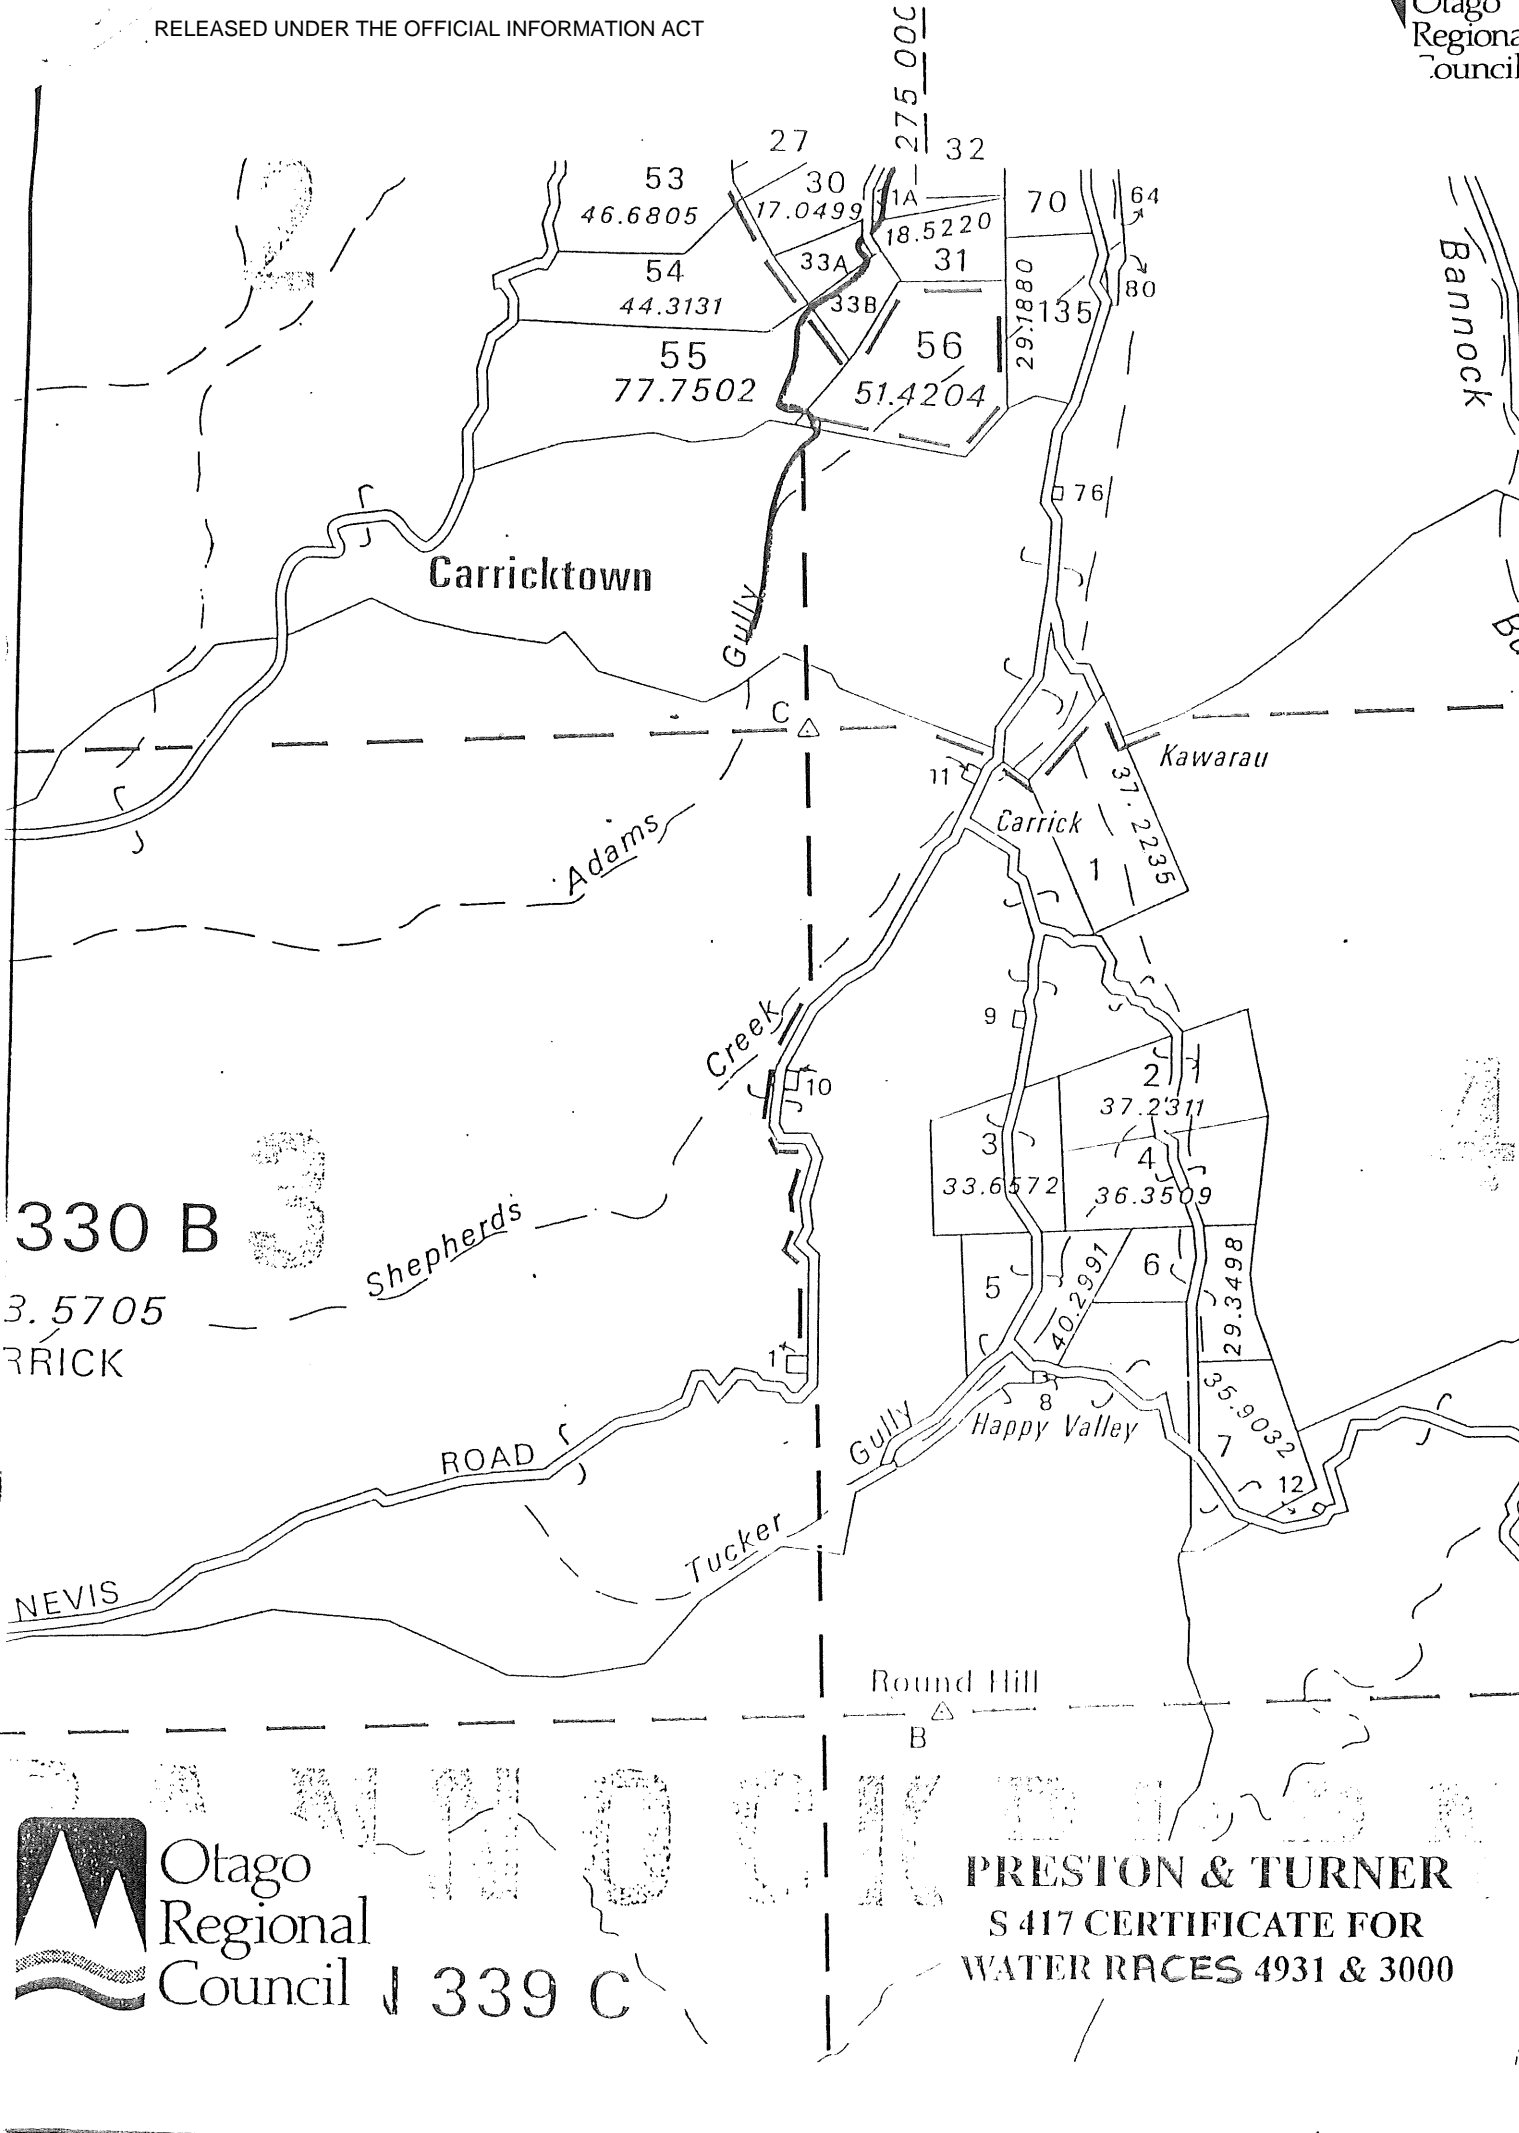 RELEASED UNDER THE OFFICIAL INFORMATION ACT
Otago
Regiona
Council
275 000
27
32
53
46.6805
30
17.0499
1A
70
64
2
18.5220
31
33A
54
44.3131
33B
29.1880
135
80
Bannock
55
77.7502
56
51.4204
76
Carricktown
Gully
C
Kawarau
11
37.2235
Carrick
1
Adams
Creek
9
10
2
37.2311
3
33.6572
4
36.3509
4
3
330 B
Shepherds
3.5705
RRICK
5
40.2991
6
29.3498
1
8
Happy Valley
35.9032
7
12
Gully
ROAD
Tucker
NEVIS
Round Hill
B
Otago
Regional
Council
339 C
PRESTON & TURNER
S 417 CERTIFICATE FOR
WATER RACES 4931 & 3000